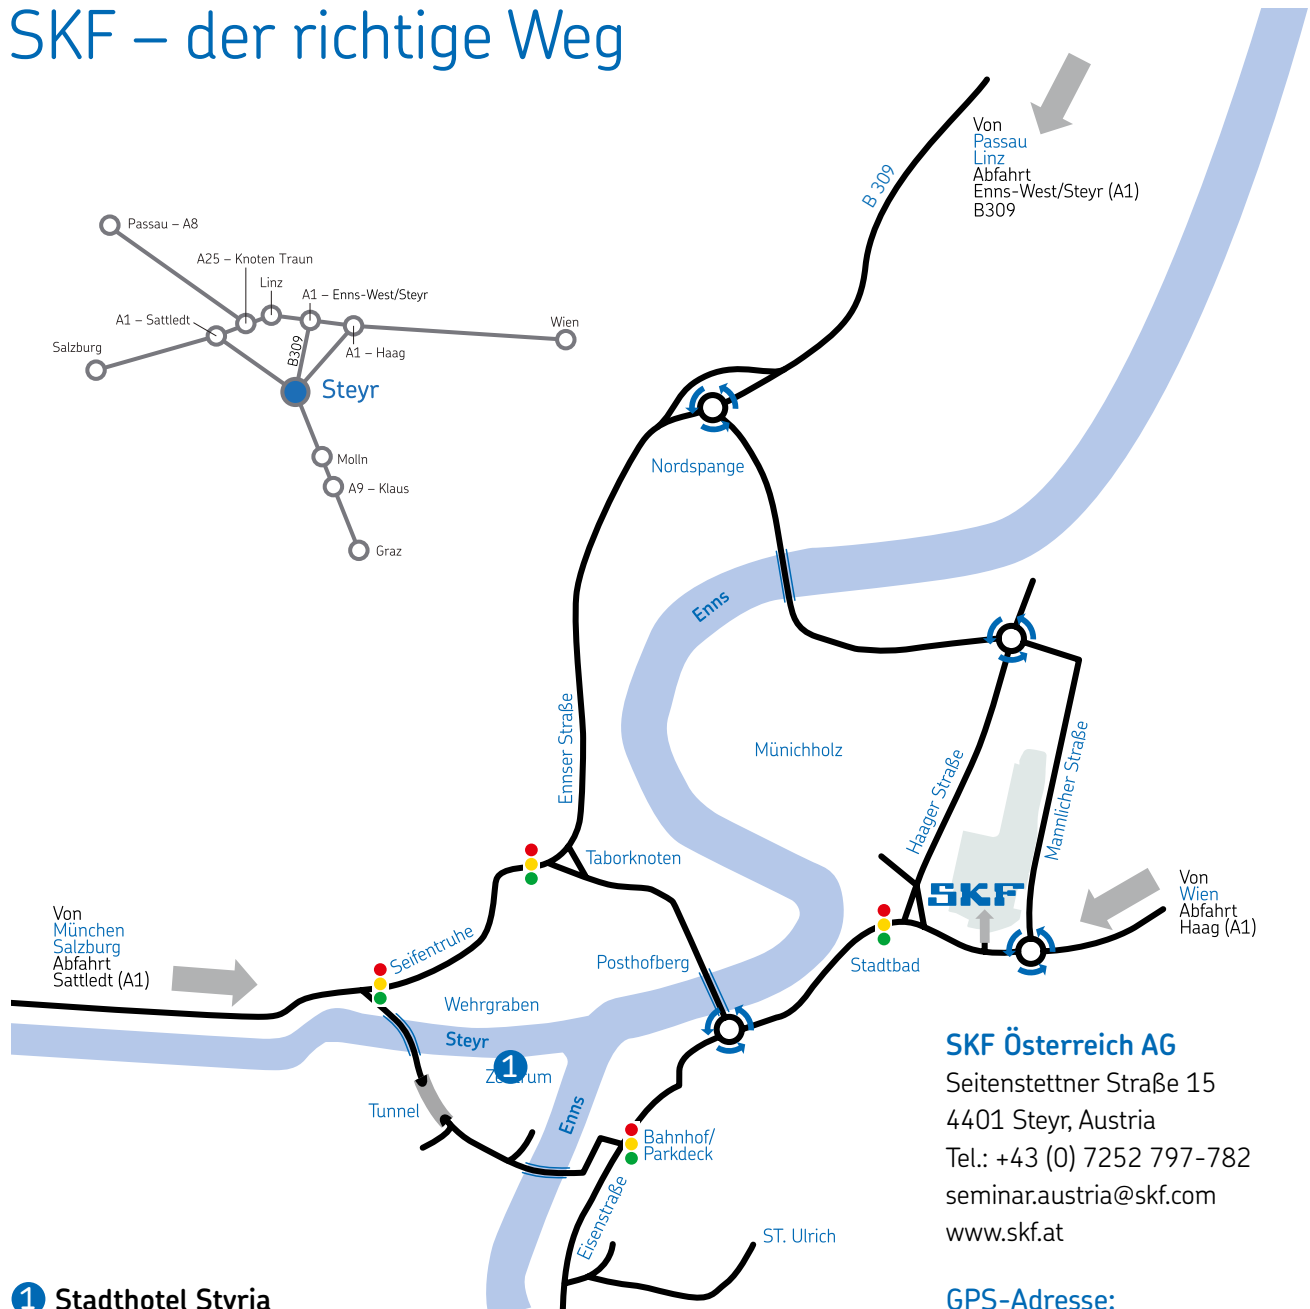 SKF – der richtige Weg
Von
Passau
Linz
Abfahrt
Enns-West/Steyr (A1)
B309
B 309
Passau – A8
A25 – Knoten Traun
Linz
A1 – Enns-West/Steyr
A1 – Sattledt
Wien
Salzburg
B309
A1 – Haag
Steyr
Molln
A9 – Klaus
Graz
Nordspange
Enns
Ennser Straße
Münichholz
Haager Straße
Mannlicher Straße
Taborknoten
SKF
Von
Wien
Abfahrt
Haag (A1)
Von
München
Salzburg
Abfahrt
Sattledt (A1)
Seifentruhe
Posthofberg
Stadtbad
Wehrgraben
Steyr
1
Tunnel
Enns
Bahnhof/
Parkdeck
Eisenstraße
ST. Ulrich
SKF Österreich AG
Seitenstettner Straße 15
4401 Steyr, Austria
Tel.: +43 (0) 7252 797-782
seminar.austria@skf.com
www.skf.at
1 Stadthotel Styria
GPS-Adresse: